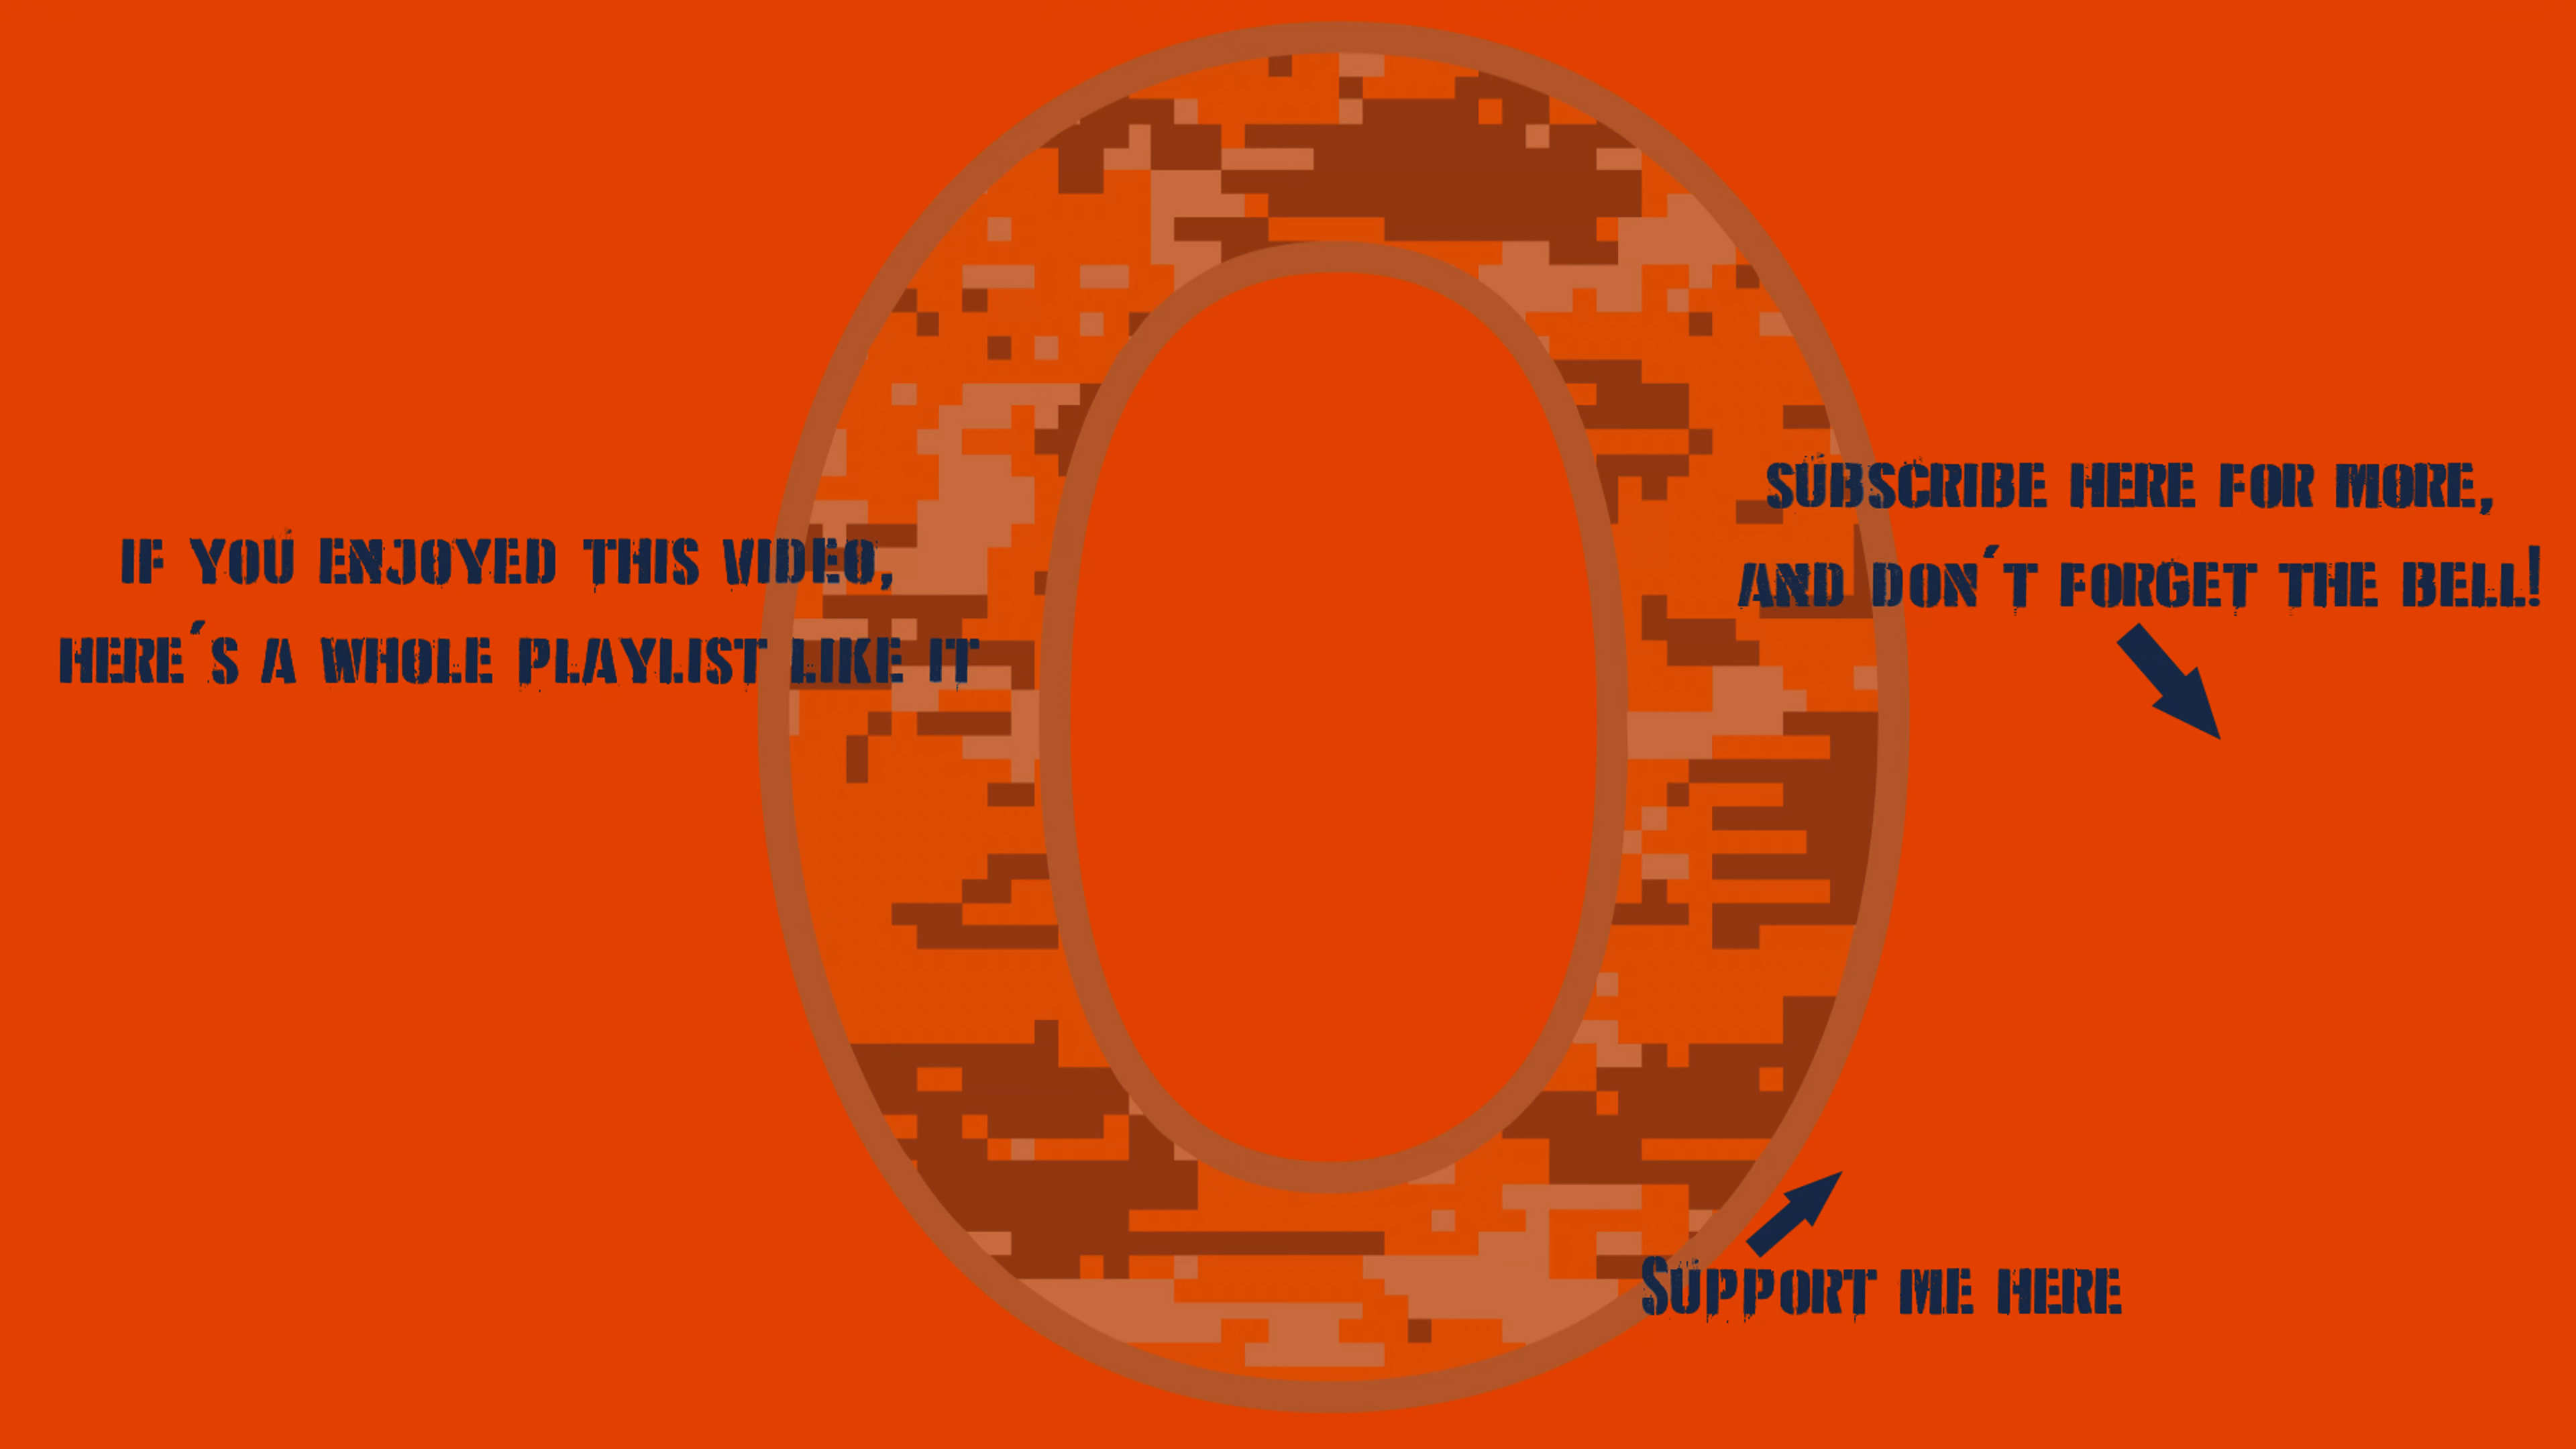 IF YOU ENJOYED THIS VIDEO,
HERE´S A WHOLE PLAYLIST LIKE IT
SUBSCRIBE HERE FOR MORE,
AND DON´T FORGET THE BELL!
SUPPORT ME HERE
O